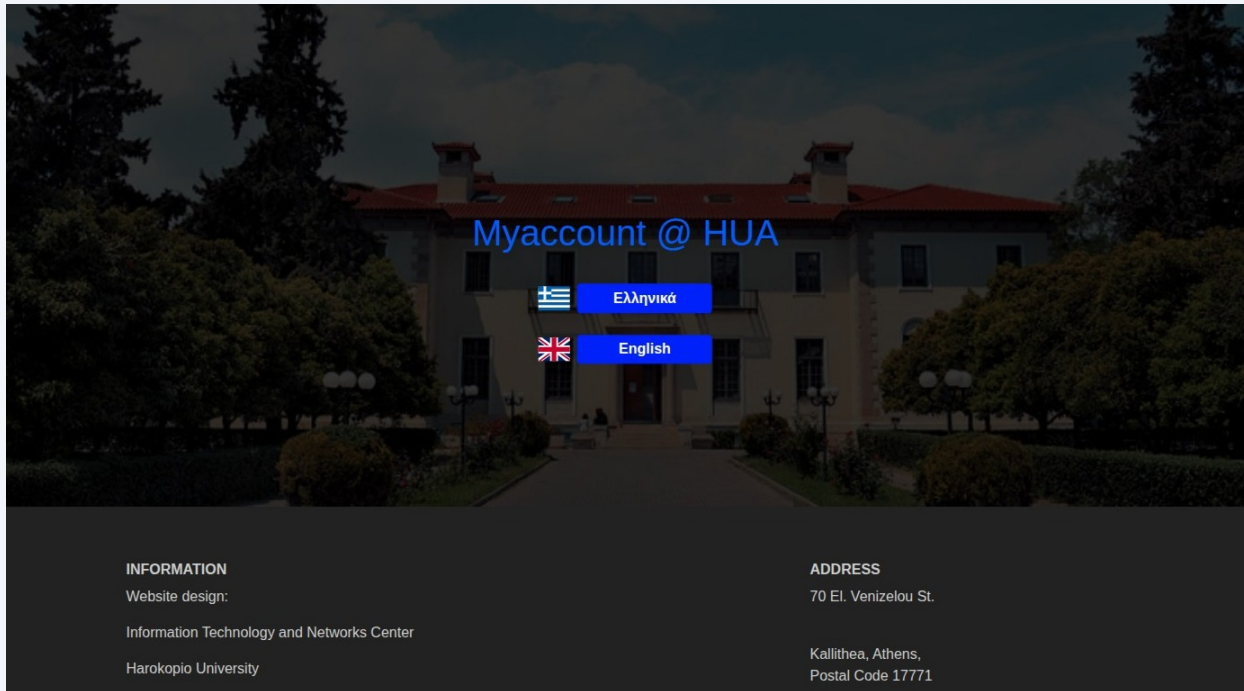 Myaccount @ HUA
Ελληνικά
English
INFORMATION
Website design:
Information Technology and Networks Center
Harokopio University
ADDRESS
70 El. Venizelou St.
Kallithea, Athens,
Postal Code 17771